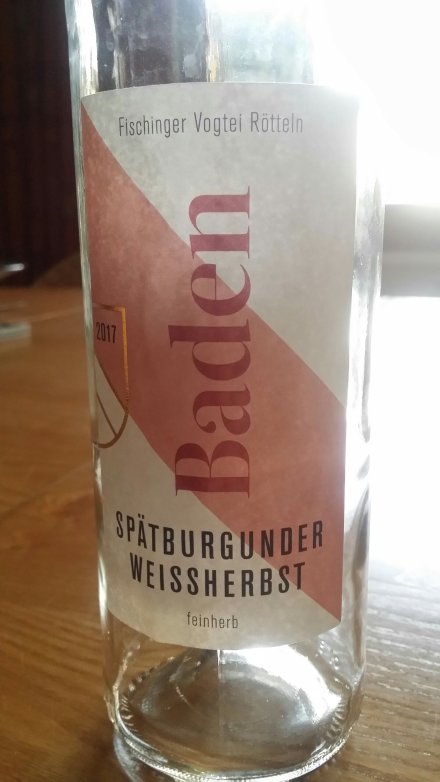 Fischinger Vogtei Rötteln
Baden
2017
SPÄTBURGUNDER
WEISSHERBST
feinherb